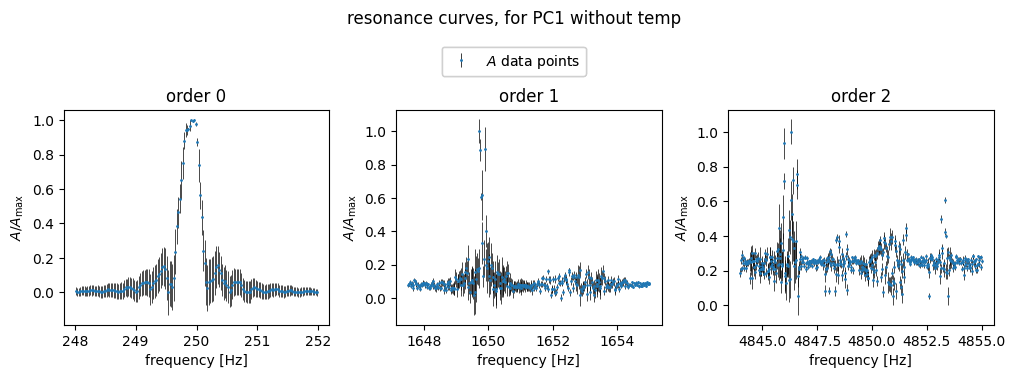 resonance curves, for PC1 without temp
A data points
order 0
order 1
order 2
A/Amax
1.0
0.8
0.6
0.4
0.2
0.0
248
249
250
251
252
frequency [Hz]
A/Amax
1.0
0.8
0.6
0.4
0.2
0.0
1648
1650
1652
1654
frequency [Hz]
A/Amax
1.0
0.8
0.6
0.4
0.2
0.0
4845.0
4847.5
4850.0
4852.5
4855.0
frequency [Hz]